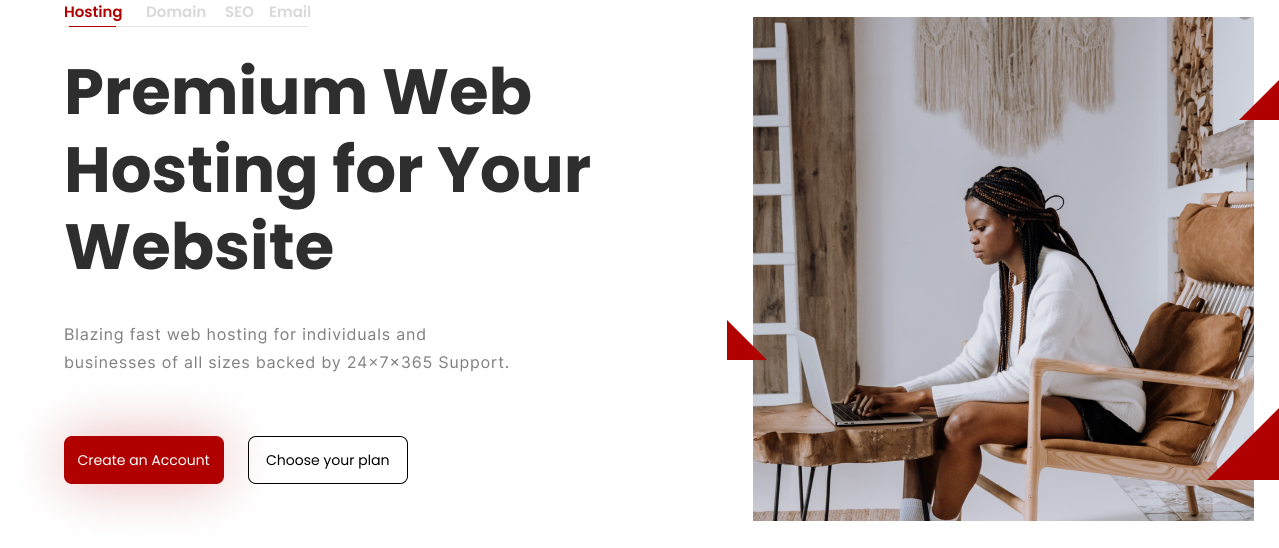 Hosting Domain SEO Email
Premium Web
Hosting for Your
Website
Blazing fast web hosting for individuals and
businesses of all sizes backed by 24×7×365 Support.
Create an Account Choose your plan